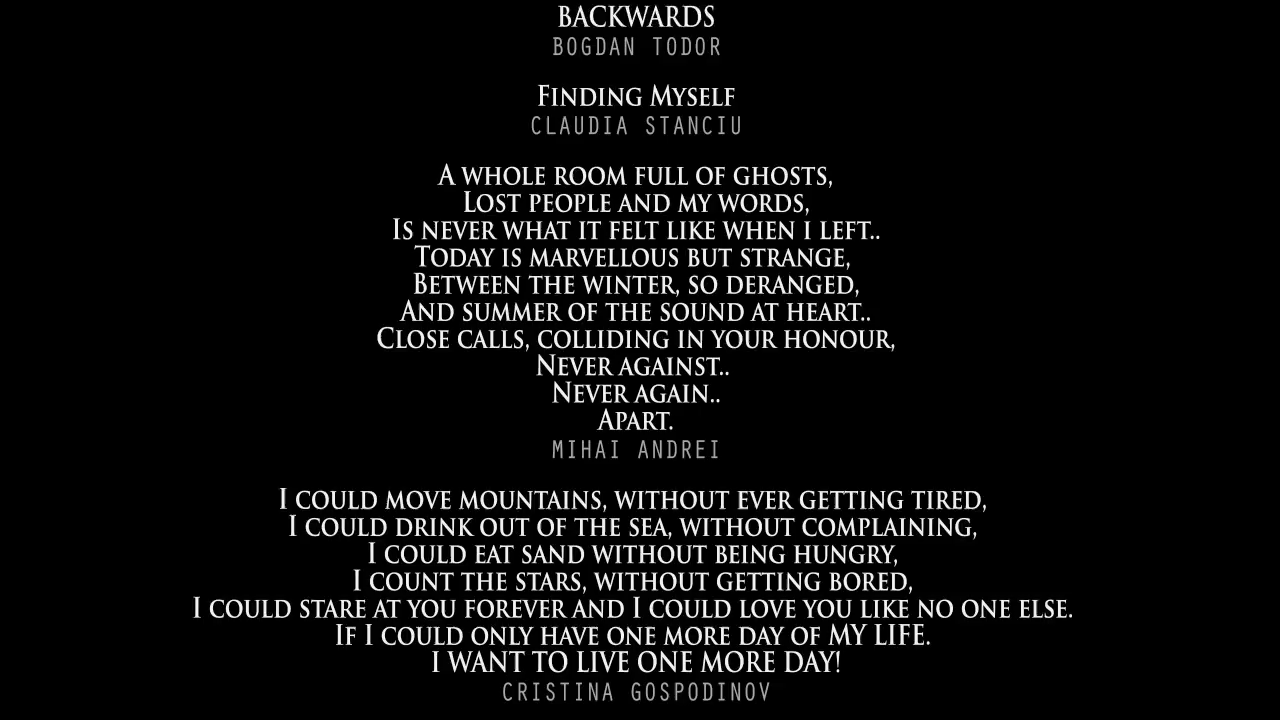 BACKWARDS
BOGDAN TODOR
Finding Myself
CLAUDIA STANCIU
A whole room full of ghosts,
Lost people and my words,
Is never what it felt like when i left..
Today is marvellous but strange,
Between the winter, so deranged,
And summer of the sound at heart..
Close calls, colliding in your honour,
Never against..
Never again..
Apart.
MIHAI ANDREI
I could move mountains, without ever getting tired,
I could drink out of the sea, without complaining,
I could eat sand without being hungry,
I count the stars, without getting bored,
I could stare at you forever and I could love you like no one else.
If I could only have one more day of MY LIFE.
I WANT TO LIVE ONE MORE DAY!
CRISTINA GOSPODINOV